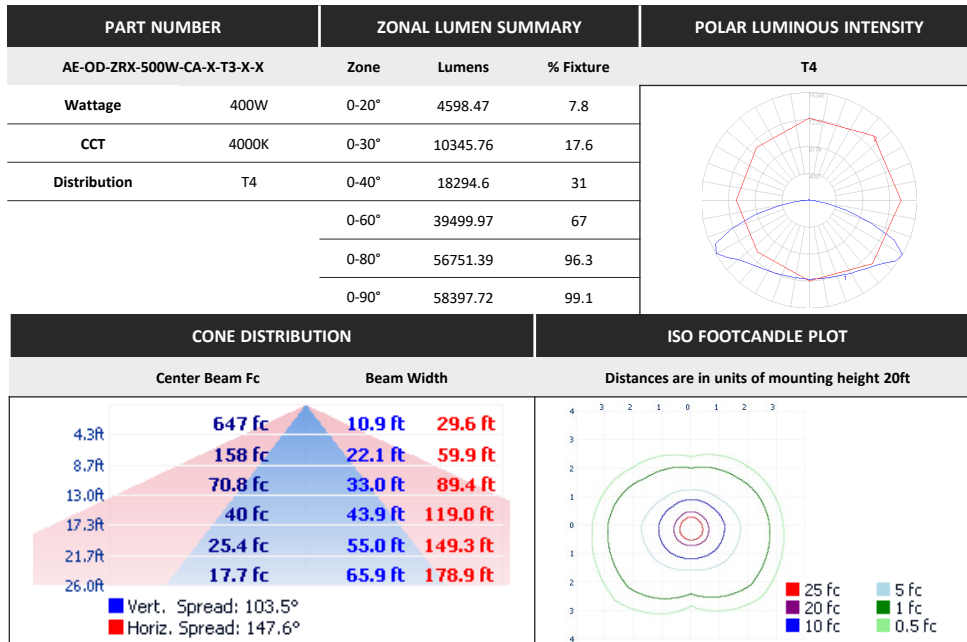 PART NUMBER
ZONAL LUMEN SUMMARY
POLAR LUMINOUS INTENSITY
AE-OD-ZRX-500W-CA-X-T3-X-X
Zone Lumens % Fixture
T4
Wattage 400W
0-20° 4598.47 7.8
CCT 4000K
0-30° 10345.76 17.6
Distribution T4
0-40° 18294.6 31
0-60° 39499.97 67
0-80° 56751.39 96.3
0-90° 58397.72 99.1
CONE DISTRIBUTION
ISO FOOTCANDLE PLOT
Center Beam Fc Beam Width
Distances are in units of mounting height 20ft
4.3ft 647 fc 10.9 ft 29.6 ft
8.7ft 158 fc 22.1 ft 59.9 ft
13.0ft 70.8 fc 33.0 ft 89.4 ft
17.3ft 40 fc 43.9 ft 119.0 ft
21.7ft 25.4 fc 55.0 ft 149.3 ft
26.0ft 17.7 fc 65.9 ft 178.9 ft
Vert. Spread: 103.5°
Horiz. Spread: 147.6°
3 2 1 0 1 2 3
4
3
2
1
0
1
2
3
4
25 fc 5 fc
20 fc 1 fc
10 fc 0.5 fc